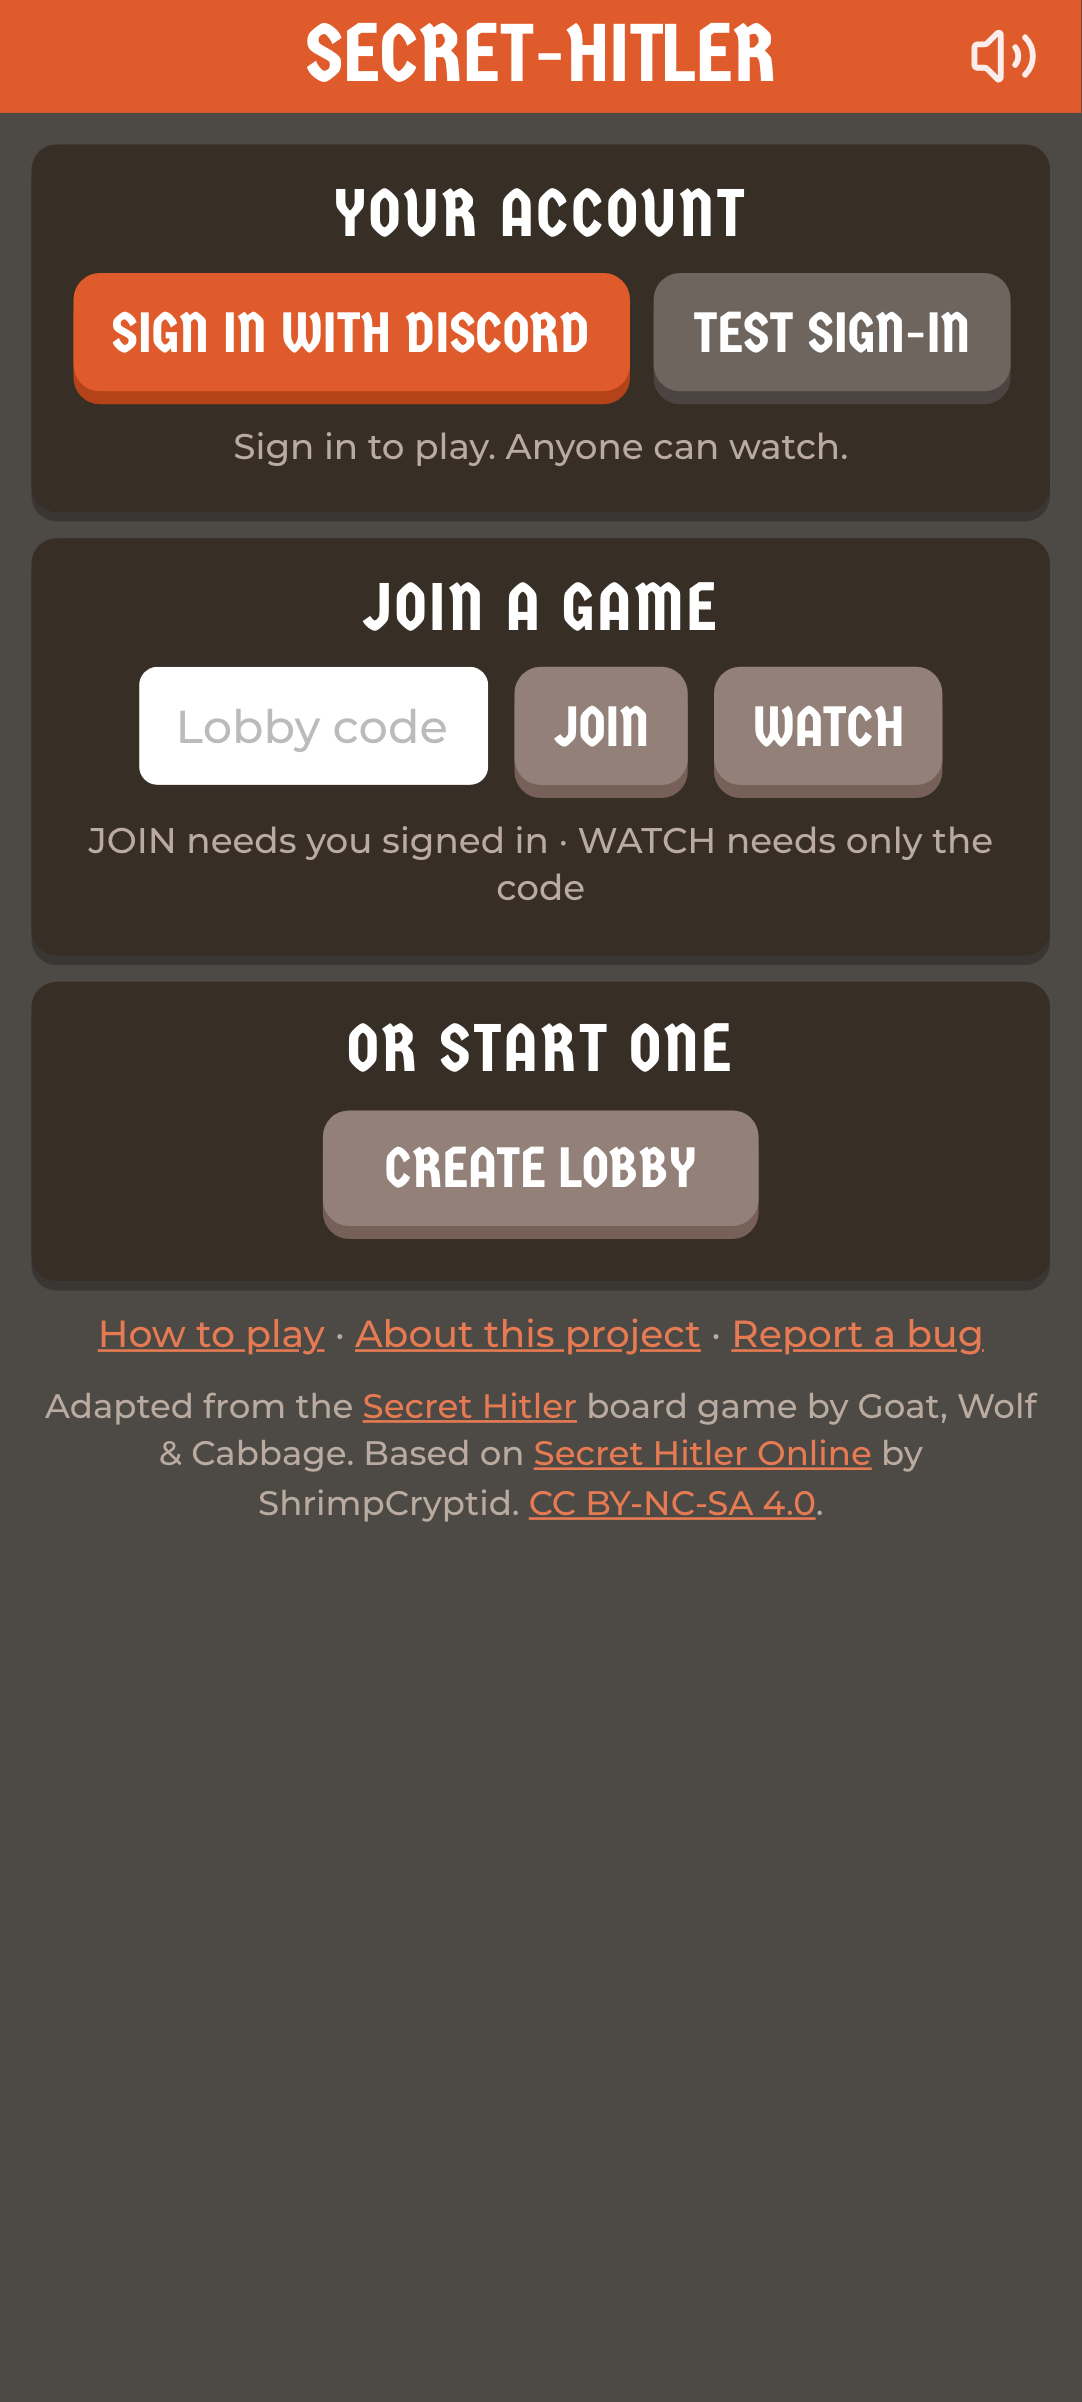 SECRET-HITLER
YOUR ACCOUNT
SIGN IN WITH DISCORD
TEST SIGN-IN
Sign in to play. Anyone can watch.
JOIN A GAME
Lobby code
JOIN
WATCH
JOIN needs you signed in · WATCH needs only the
code
OR START ONE
CREATE LOBBY
How to play · About this project · Report a bug
Adapted from the Secret Hitler board game by Goat, Wolf
& Cabbage. Based on Secret Hitler Online by
ShrimpCryptid. CC BY-NC-SA 4.0.